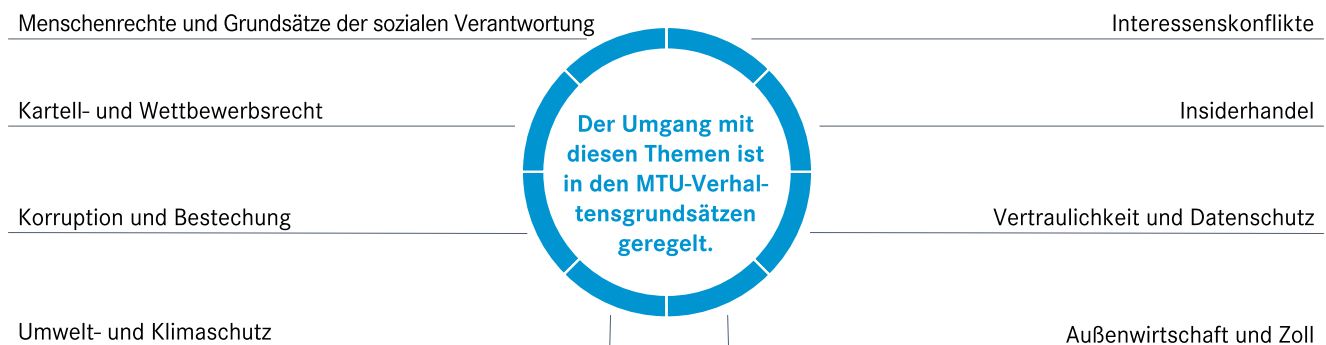 Menschenrechte und Grundsätze der sozialen Verantwortung
Kartell- und Wettbewerbsrecht
Korruption und Bestechung
Umwelt- und Klimaschutz
Der Umgang mit
diesen Themen ist
in den MTU-Verhal-
tensgrundsätzen
geregelt.
Interessenskonflikte
Insiderhandel
Vertraulichkeit und Datenschutz
Außenwirtschaft und Zoll